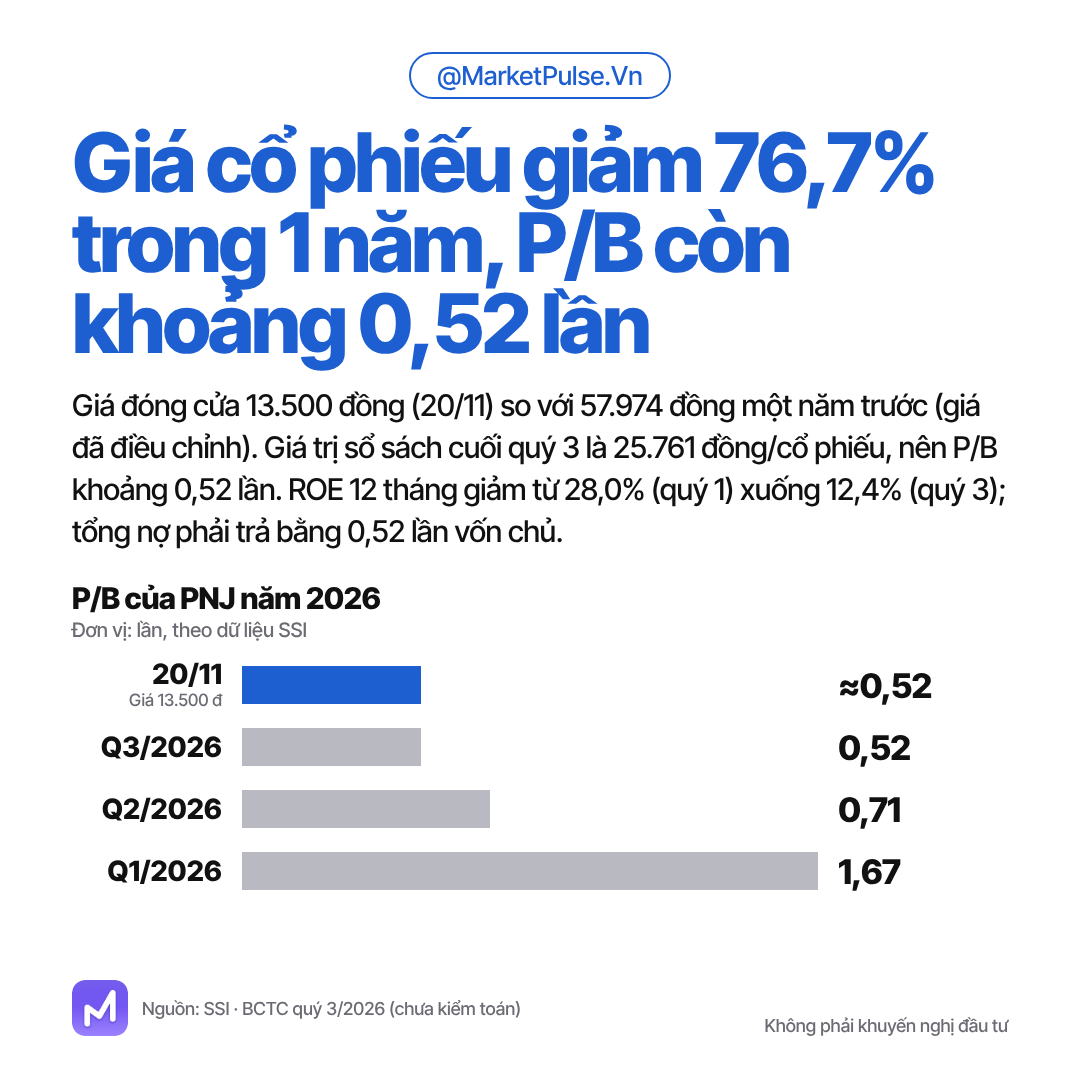 @MarketPulse.Vn
Giá cổ phiếu giảm 76,7%
trong 1 năm, P/B còn
khoảng 0,52 lần
Giá đóng cửa 13.500 đồng (20/11) so với 57.974 đồng một năm trước (giá
đã điều chỉnh). Giá trị sổ sách cuối quý 3 là 25.761 đồng/cổ phiếu, nên P/B
khoảng 0,52 lần. ROE 12 tháng giảm từ 28,0% (quý 1) xuống 12,4% (quý 3);
tổng nợ phải trả bằng 0,52 lần vốn chủ.
P/B của PNJ năm 2026
Đơn vị: lần, theo dữ liệu SSI
20/11 ≈0,52
Giá 13.500 đ
Q3/2026 0,52
Q2/2026 0,71
Q1/2026 1,67
Nguồn: SSI · BCTC quý 3/2026 (chưa kiểm toán)
Không phải khuyến nghị đầu tư